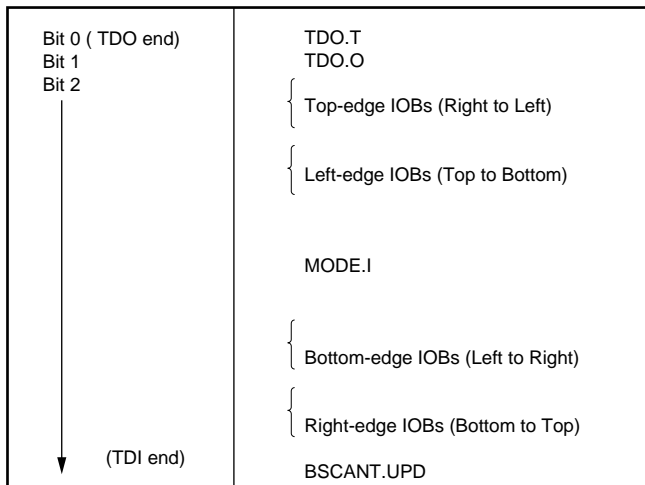 Bit 0 ( TDO end)
Bit 1
Bit 2
(TDI end)
TDO.T
TDO.O
Top-edge IOBs (Right to Left)
Left-edge IOBs (Top to Bottom)
MODE.I
Bottom-edge IOBs (Left to Right)
Right-edge IOBs (Bottom to Top)
BSCANT.UPD